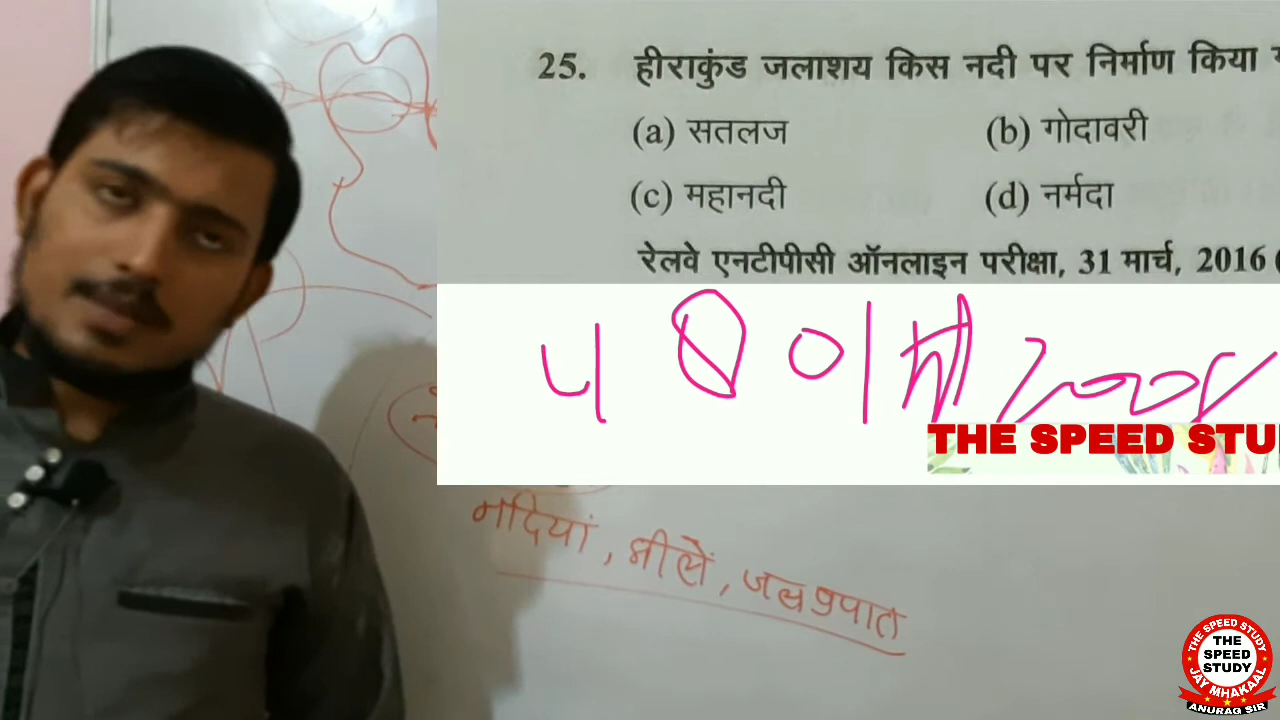 25. हीराकुंड जलाशय किस नदी पर निर्माण किया
(a) सतलज (b) गोदावरी
(c) महानदी (d) नर्मदा
रेलवे एनटीपीसी ऑनलाइन परीक्षा, 31 मार्च, 2016 (
THE SPEED STU
नदियां, झीलें, जलप्रपात
THE SPEED STUDY
THE
SPEED
STUDY
JAY MHAKAAL
ANURAG SIR